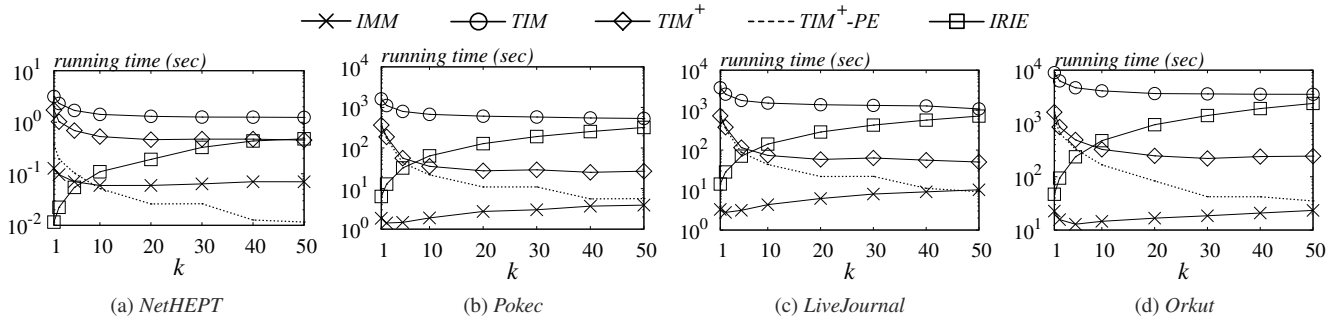 IMM TIM TIM+ TIM+-PE IRIE
running time (sec)
10^1
10^0
10^-1
10^-2
1 10 20 30 40 50
k
(a) NetHEPT
running time (sec)
10^4
10^3
10^2
10^1
10^0
1 10 20 30 40 50
k
(b) Pokec
running time (sec)
10^4
10^3
10^2
10^1
10^0
1 10 20 30 40 50
k
(c) LiveJournal
running time (sec)
10^4
10^3
10^2
10^1
1 10 20 30 40 50
k
(d) Orkut